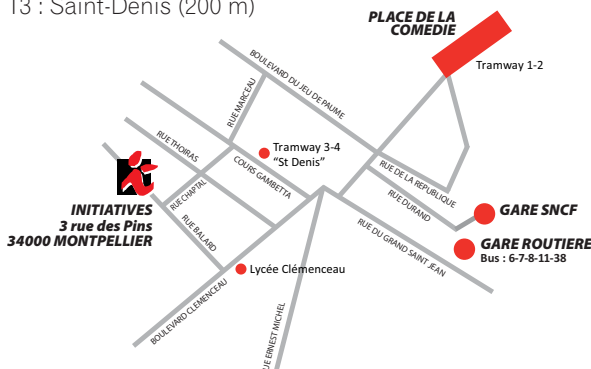 T3 : Saint-Denis (200 m)
PLACE DE LA
COMEDIE
Tramway 1-2
BOULEVARD DU JEU DE PAUME
RUE MARCEAU
RUE THOIRAS
Tramway 3-4
"St Denis"
COURS GAMBETTA
RUE DE LA REPUBLIQUE
RUE DURAND
RUE CHAPTAL
INITIATIVES
3 rue des Pins
34000 MONTPELLIER
RUE BALARD
GARE SNCF
RUE DU GRAND SAINT JEAN
GARE ROUTIERE
Bus : 6-7-8-11-38
Lycée Clémenceau
BOULEVARD CLEMENCEAU
RUE ERNEST MICHEL